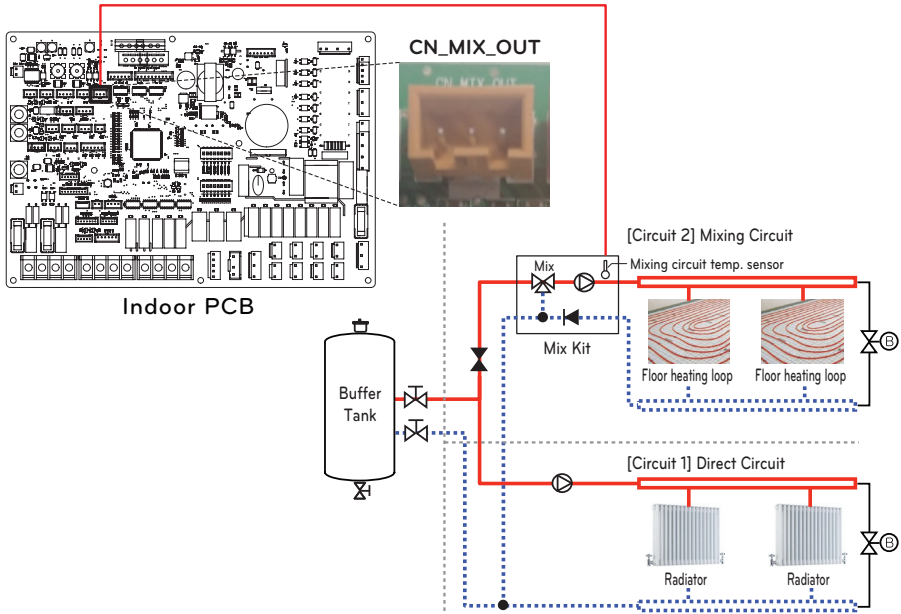 CN_MIX_OUT
CN_MIX_OUT
Indoor PCB
[Circuit 2] Mixing Circuit
Mix
Mixing circuit temp. sensor
Mix Kit
Floor heating loop
Floor heating loop
B
Buffer
Tank
[Circuit 1] Direct Circuit
B
Radiator
Radiator